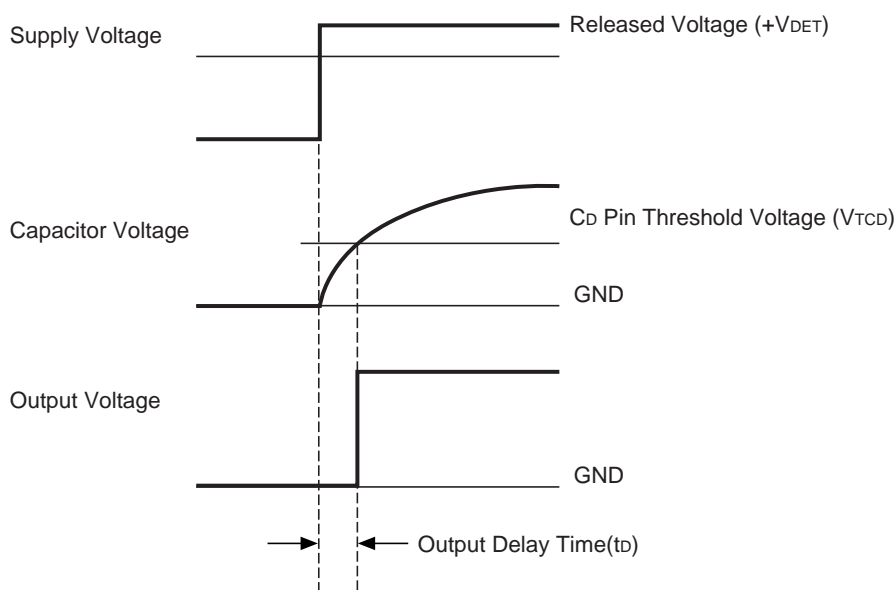 Supply Voltage
Released Voltage (+VDET)
Capacitor Voltage
CD Pin Threshold Voltage (VTCD)
GND
Output Voltage
GND
Output Delay Time(tD)